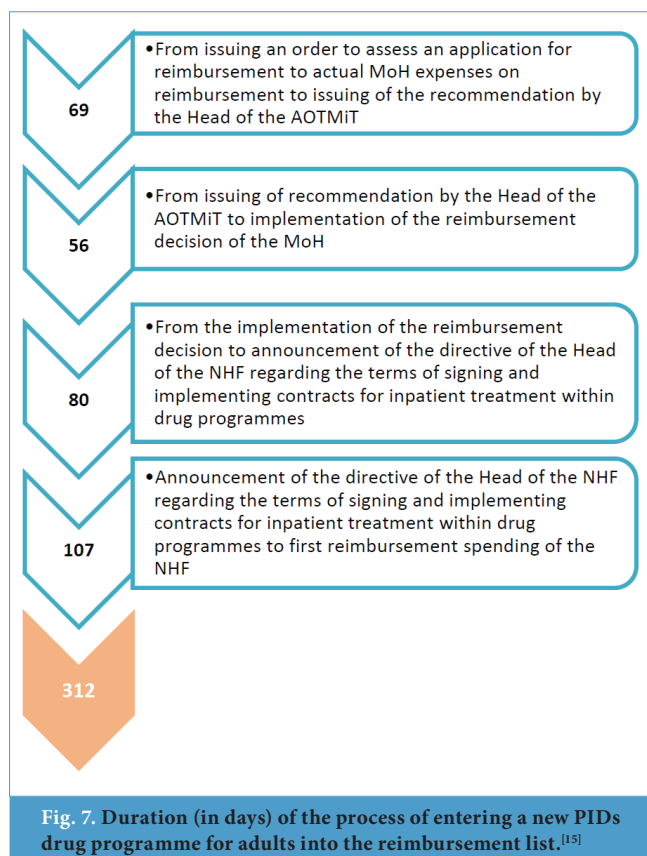 69
•From issuing an order to assess an application for
reimbursement to actual MoH expenses on
reimbursement to issuing of the recommendation by
the Head of the AOTMiT
56
•From issuing of recommendation by the Head of the
AOTMiT to implementation of the reimbursement
decision of the MoH
80
•From the implementation of the reimbursement
decision to announcement of the directive of the Head
of the NHF regarding the terms of signing and
implementing contracts for inpatient treatment within
drug programmes
107
•Announcement of the directive of the Head of the NHF
regarding the terms of signing and implementing
contracts for inpatient treatment within drug
programmes to first reimbursement spending of the
NHF
312
Fig. 7. Duration (in days) of the process of entering a new PIDs
drug programme for adults into the reimbursement list.[15]